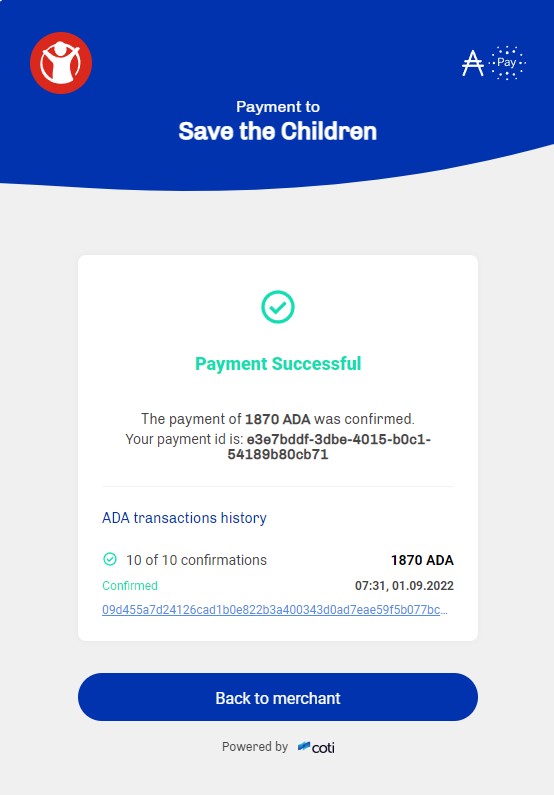 Pay
Payment to
Save the Children
Payment Successful
The payment of 1870 ADA was confirmed.
Your payment id is: e3e7bddf-3dbe-4015-b0c1-
54189b80cb71
ADA transactions history
10 of 10 confirmations 1870 ADA
Confirmed 07:31, 01.09.2022
09d455a7d24126cad1b0e822b3a400343d0ad7eae59f5b077bc...
Back to merchant
Powered by coti